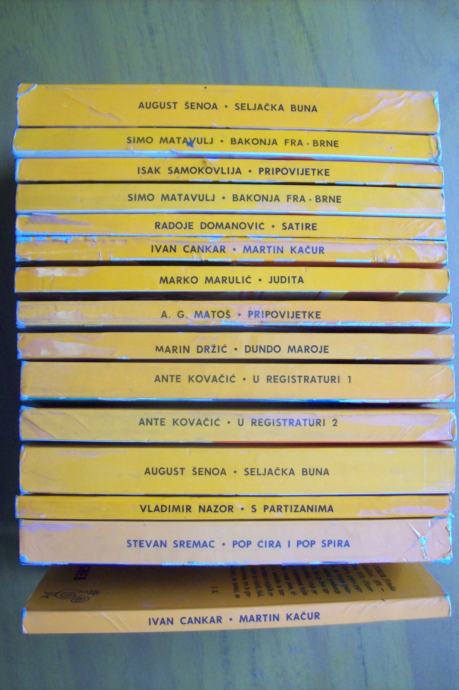 AUGUST ŠENOA • SELJAČKA BUNA
SIMO MATAVULJ • BAKONJA FRA - BRNE
ISAK SAMOKOVLIJA • PRIPOVIJETKE
SIMO MATAVULJ • BAKONJA FRA - BRNE
RADOJE DOMANOVIĆ • SATIRE
IVAN CANKAR • MARTIN KAČUR
MARKO MARULIĆ • JUDITA
A. G. MATOŠ • PRIPOVIJETKE
MARIN DRŽIĆ • DUNDO MAROJE
ANTE KOVAČIĆ • U REGISTRATURI 1
ANTE KOVAČIĆ • U REGISTRATURI 2
AUGUST ŠENOA • SELJAČKA BUNA
VLADIMIR NAZOR • S PARTIZANIMA
STEVAN SREMAC • POP ĆIRA I POP SPIRA
IVAN CANKAR • MARTIN KAČUR